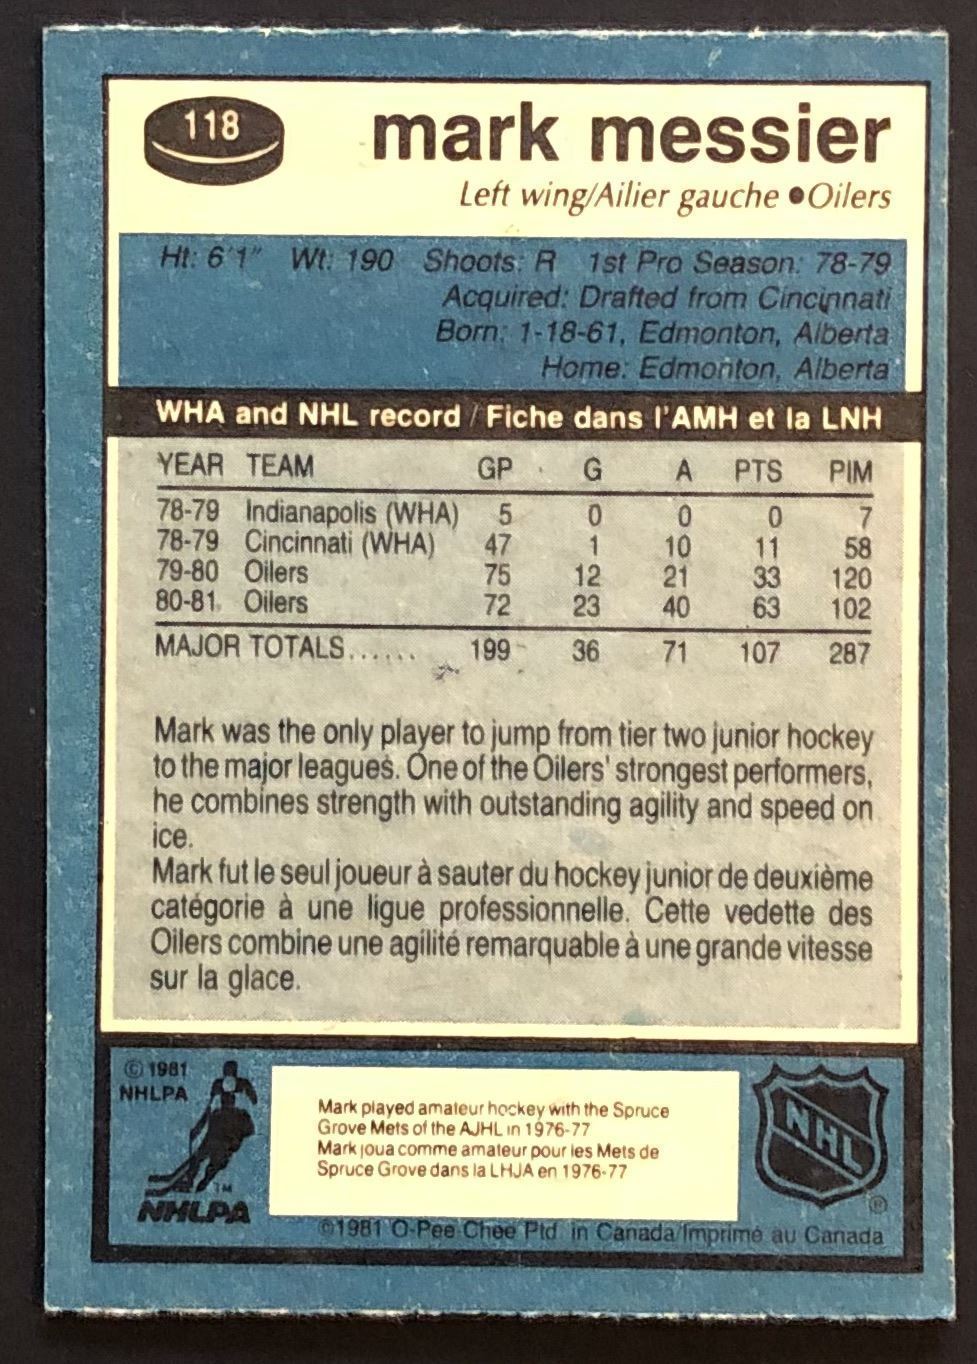 118
mark messier
Left wing/Ailier gauche ●Oilers
Ht: 6'1" Wt: 190 Shoots: R 1st Pro Season: 78-79
Acquired: Drafted from Cincinnati
Born: 1-18-61, Edmonton, Alberta
Home: Edmonton, Alberta
WHA and NHL record / Fiche dans l'AMH et la LNH
YEAR TEAM GP G A PTS PIM
78-79 Indianapolis (WHA) 5 0 0 0 7
78-79 Cincinnati (WHA) 47 1 10 11 58
79-80 Oilers 75 12 21 33 120
80-81 Oilers 72 23 40 63 102
MAJOR TOTALS...... 199 36 71 107 287
Mark was the only player to jump from tier two junior hockey
to the major leagues. One of the Oilers' strongest performers,
he combines strength with outstanding agility and speed on
ice.
Mark fut le seul joueur à sauter du hockey junior de deuxième
catégorie à une ligue professionnelle. Cette vedette des
Oilers combine une agilité remarquable à une grande vitesse
sur la glace.
© 1981
NHLPA
TM
NHLPA
Mark played amateur hockey with the Spruce
Grove Mets of the AJHL in 1976-77
Mark joua comme amateur pour les Mets de
Spruce Grove dans la LHJA en 1976-77
NHL
®
©1981 O-Pee-Chee Ptd. in Canada/Imprimé au Canada